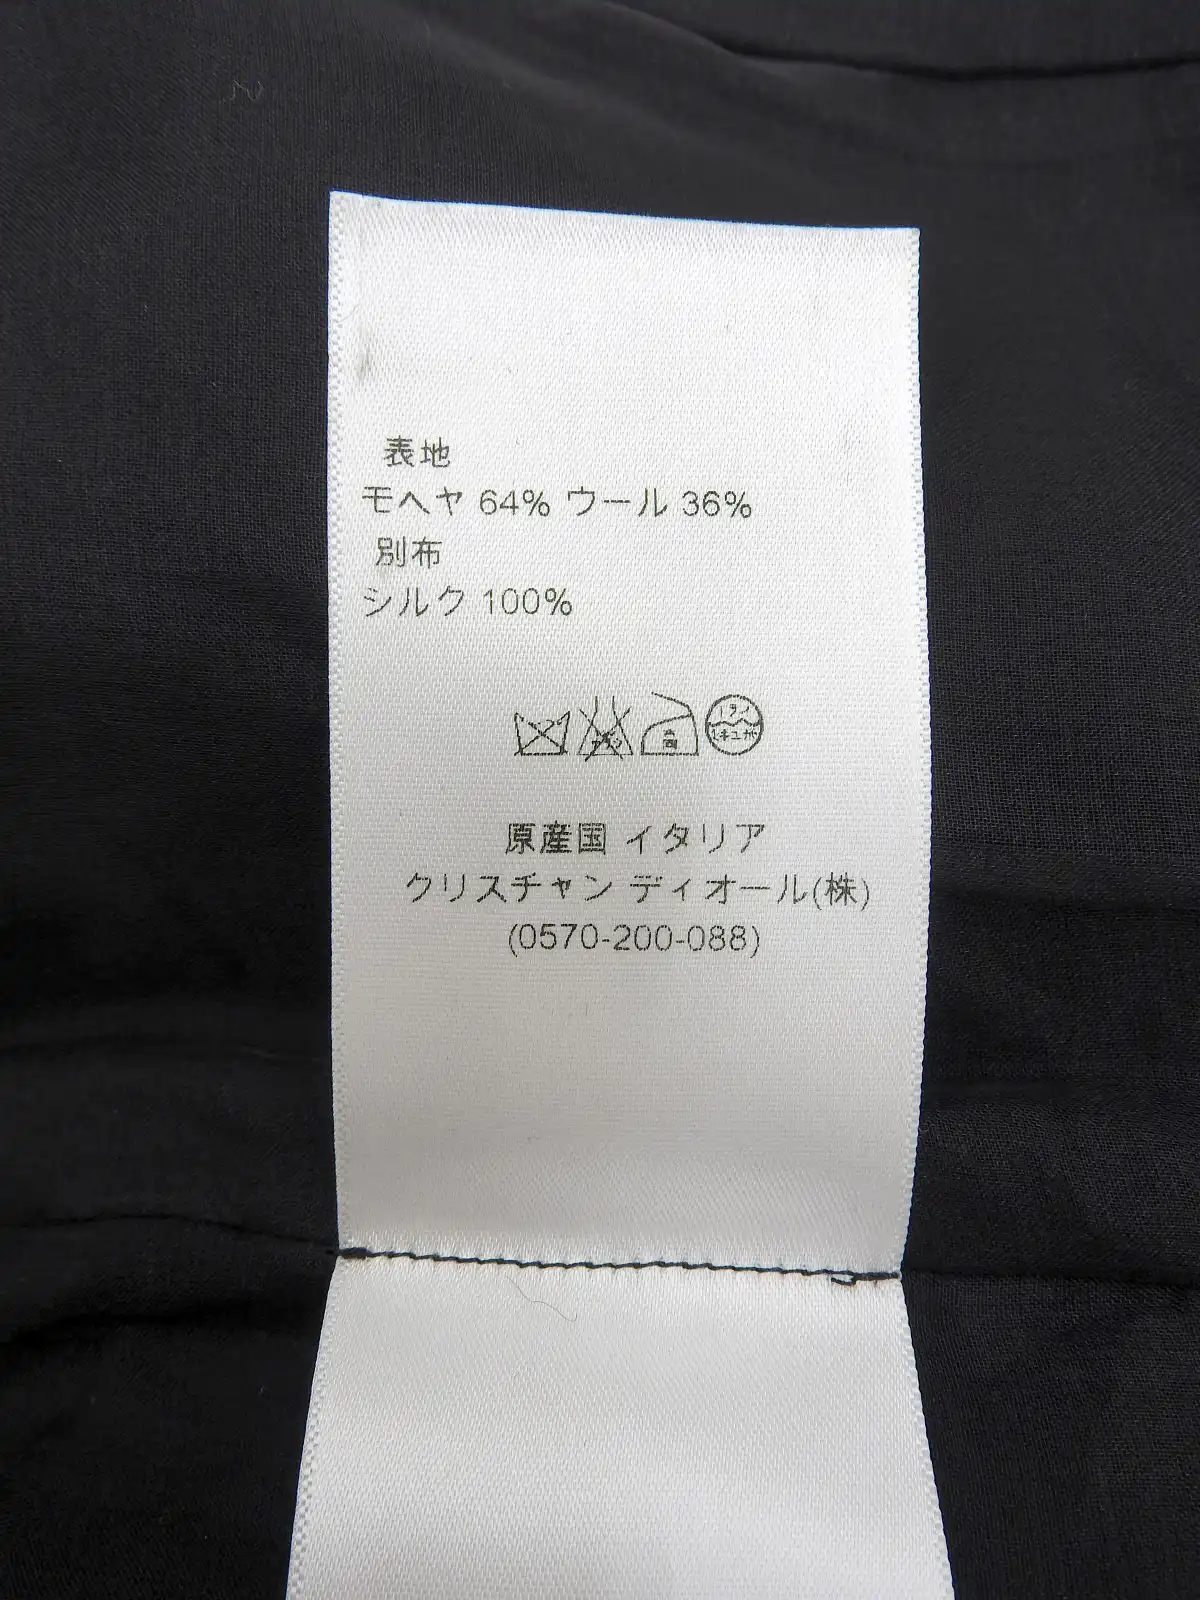 表地
モヘヤ 64% ウール 36%
別布
シルク 100%
原産国 イタリア
クリスチャン ディオール(株)
(0570-200-088)